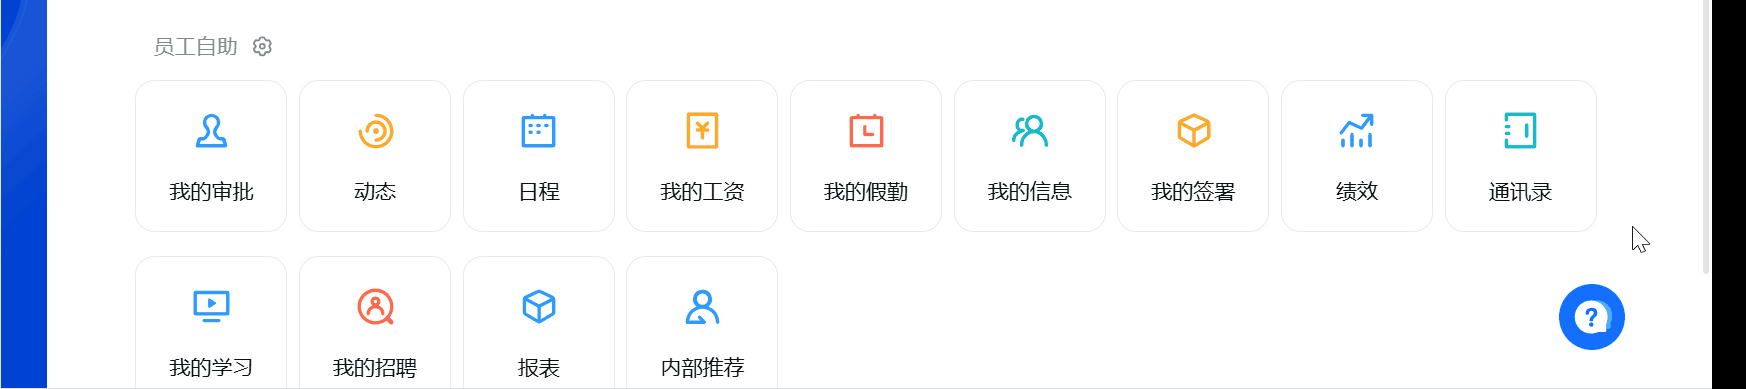 员工自助
我的审批 动态 日程 我的工资 我的假勤 我的信息 我的签署 绩效 通讯录
我的学习 我的招聘 报表 内部推荐